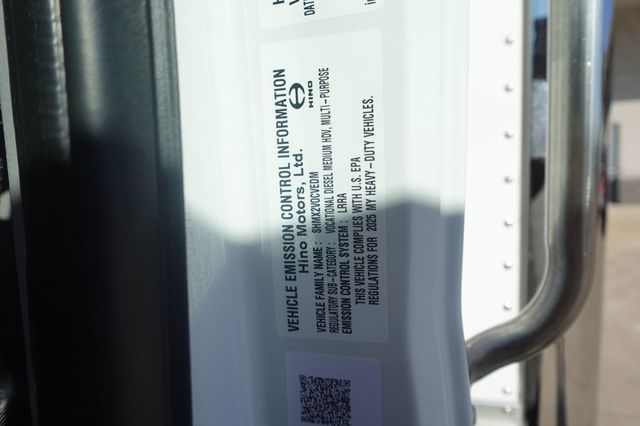 VEHICLE EMISSION CONTROL INFORMATION
Hino Motors, Ltd.
HINO
VEHICLE FAMILY NAME : SHMX2VOCVEDM
REGULATORY SUB-CATEGORY : VOCATIONAL DIESEL MEDIUM HDV, MULTI-PURPOSE
EMISSION CONTROL SYSTEM : LRRA
THIS VEHICLE COMPLIES WITH U.S. EPA
REGULATIONS FOR 2025 MY HEAVY-DUTY VEHICLES.